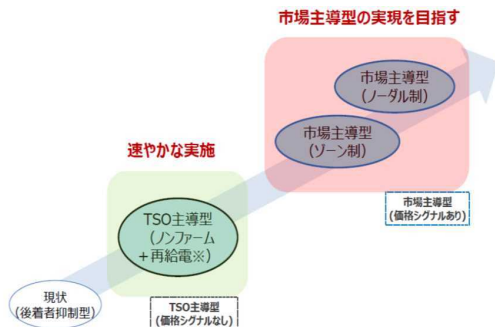 市場主導型の実現を目指す
市場主導型
(ノーダル制)
市場主導型
(ゾーン制)
速やかな実施
市場主導型
(価格シグナルあり)
TSO主導型
(ノンファーム
+再給電※)
現状
(後着者抑制型)
TSO主導型
(価格シグナルなし)